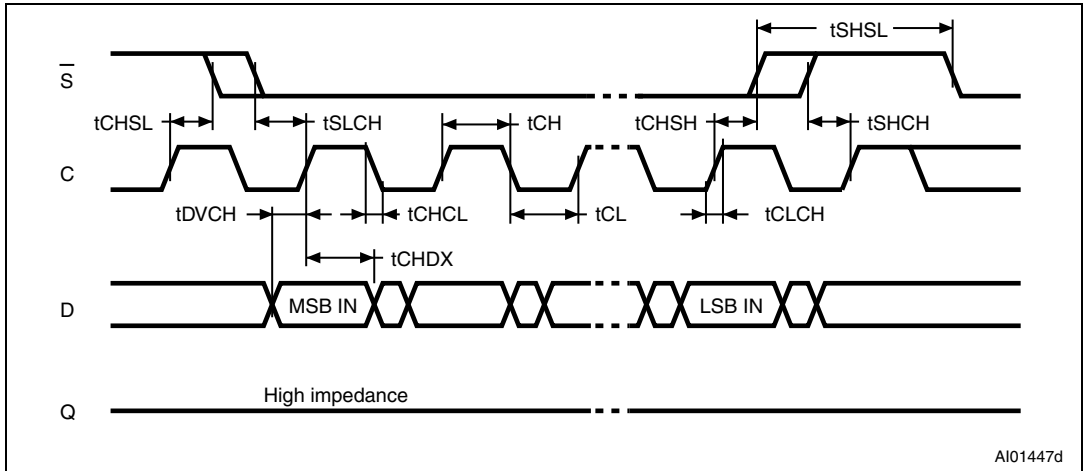 tSHSL
S
tCHSL
tSLCH
tCH
tCHSH
tSHCH
C
tDVCH
tCHCL
tCL
tCLCH
tCHDX
D
MSB IN
LSB IN
High impedance
Q
AI01447d